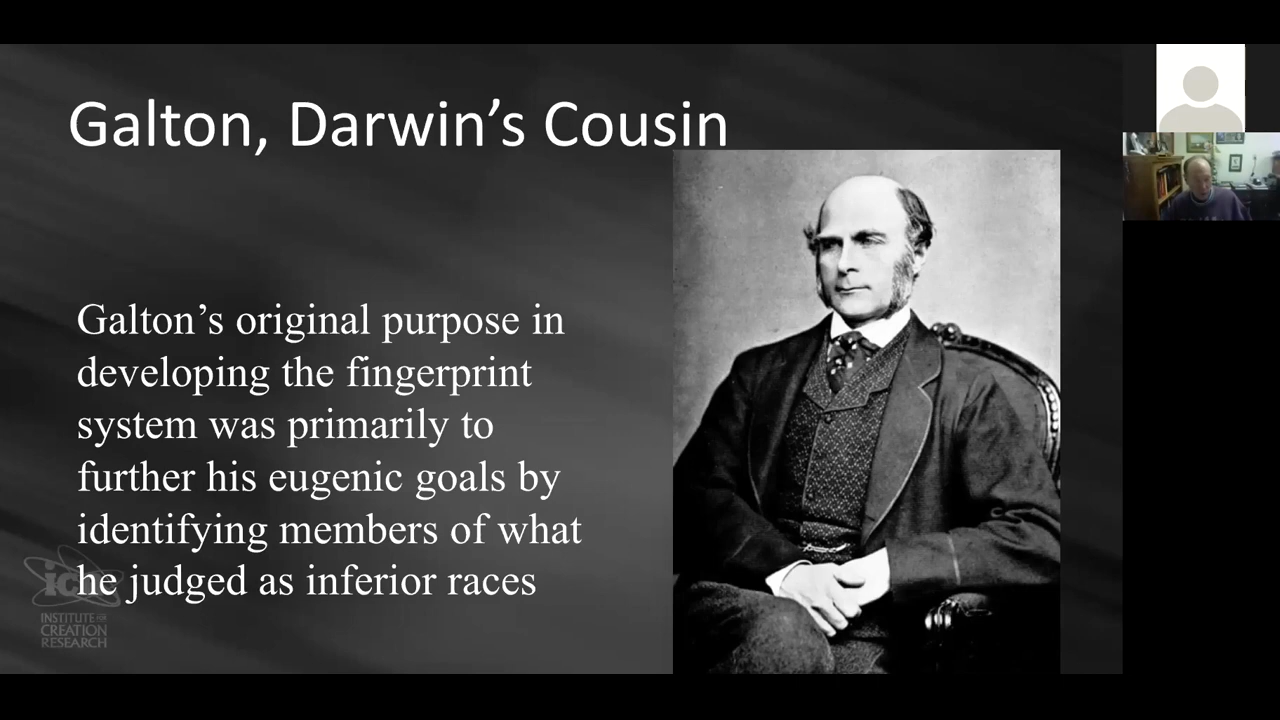 Galton, Darwin’s Cousin
Galton’s original purpose in
developing the fingerprint
system was primarily to
further his eugenic goals by
identifying members of what
he judged as inferior races
icr
INSTITUTE FOR
CREATION
RESEARCH